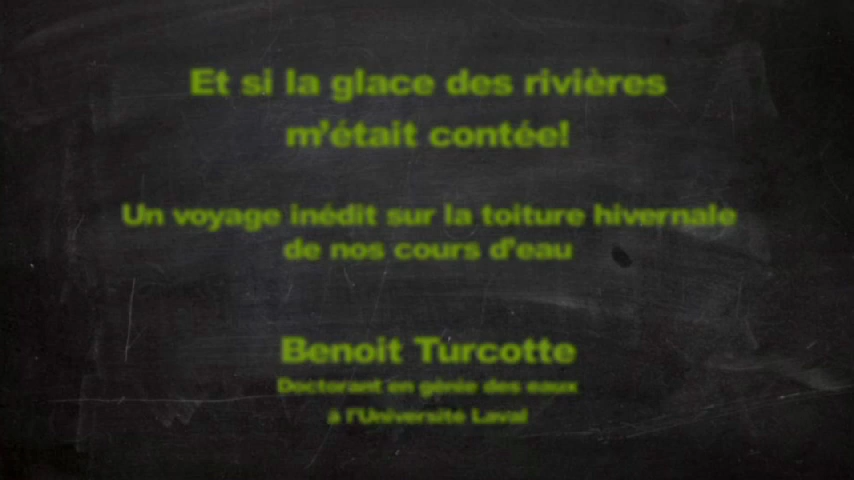 Et si la glace des rivières
m'était contée!
Un voyage inédit sur la toiture hivernale
de nos cours d'eau
Benoit Turcotte
Doctorant en génie des eaux
à l'Université Laval